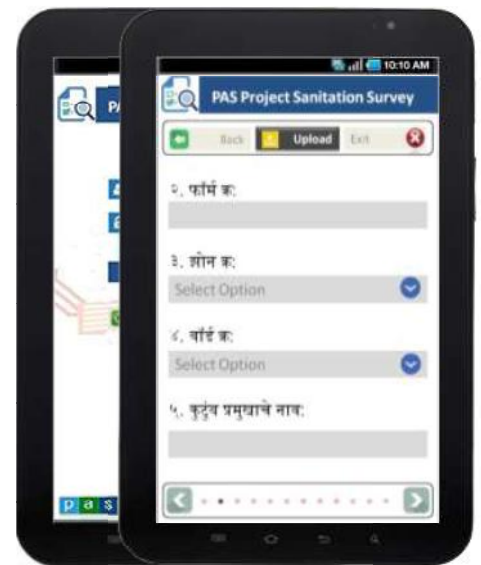 10:10 AM
PAS Project Sanitation Survey
Back Upload Exit
२. फॉर्म क्र:
३. झोन क्र:
Select Option
४. वॉर्ड क्र:
Select Option
५. कुटुंब प्रमुखाचे नाव:
pas